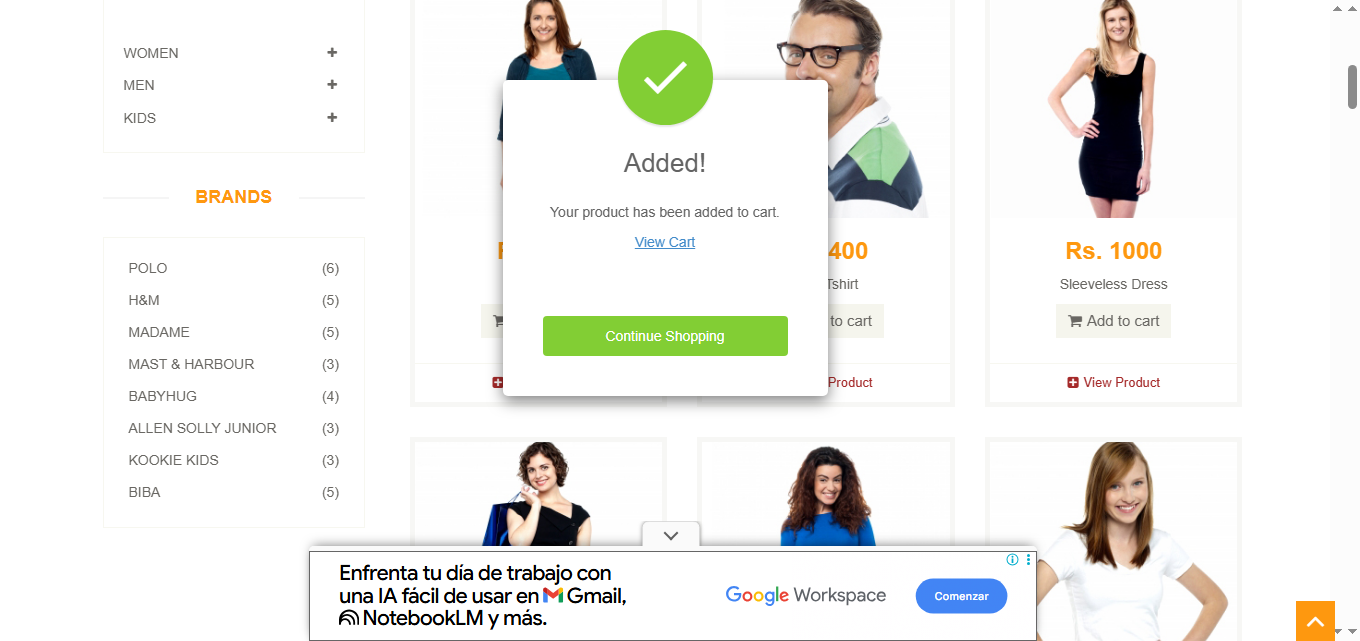 WOMEN
MEN
KIDS
BRANDS
POLO (6)
H&M (5)
MADAME (5)
MAST & HARBOUR (3)
BABYHUG (4)
ALLEN SOLLY JUNIOR (3)
KOOKIE KIDS (3)
BIBA (5)
Added!
Your product has been added to cart.
View Cart
Continue Shopping
400
Tshirt
to cart
Product
Rs. 1000
Sleeveless Dress
Add to cart
View Product
Enfrenta tu día de trabajo con
una IA fácil de usar en Gmail,
NotebookLM y más.
Google Workspace
Comenzar